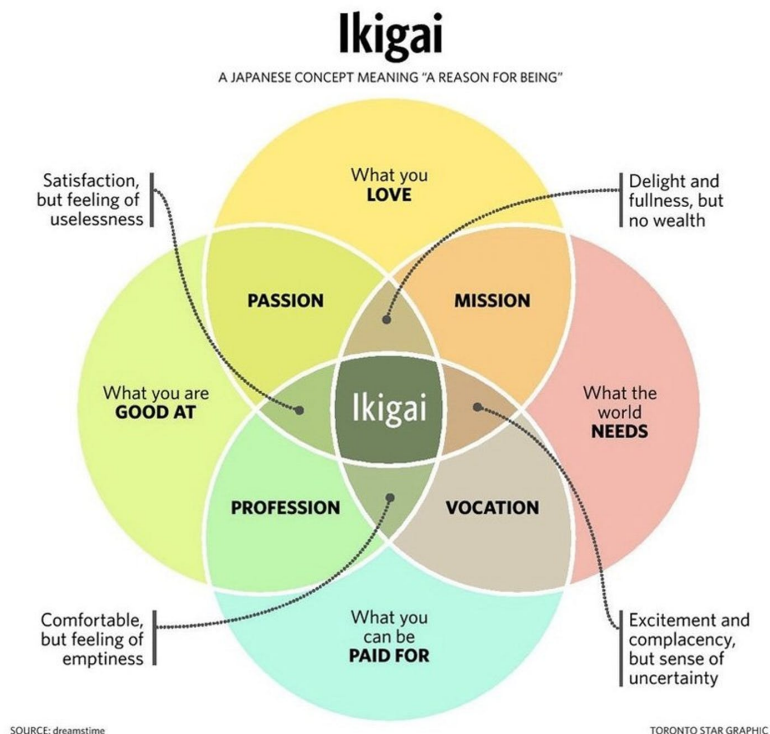 Ikigai
A JAPANESE CONCEPT MEANING “A REASON FOR BEING”
What you
LOVE
Satisfaction,
but feeling of
uselessness
Delight and
fullness, but
no wealth
PASSION
MISSION
What you are
GOOD AT
Ikigai
What the
world
NEEDS
PROFESSION
VOCATION
Comfortable,
but feeling of
emptiness
What you
can be
PAID FOR
Excitement and
complacency,
but sense of
uncertainty
SOURCE: dreamstime
TORONTO STAR GRAPHIC